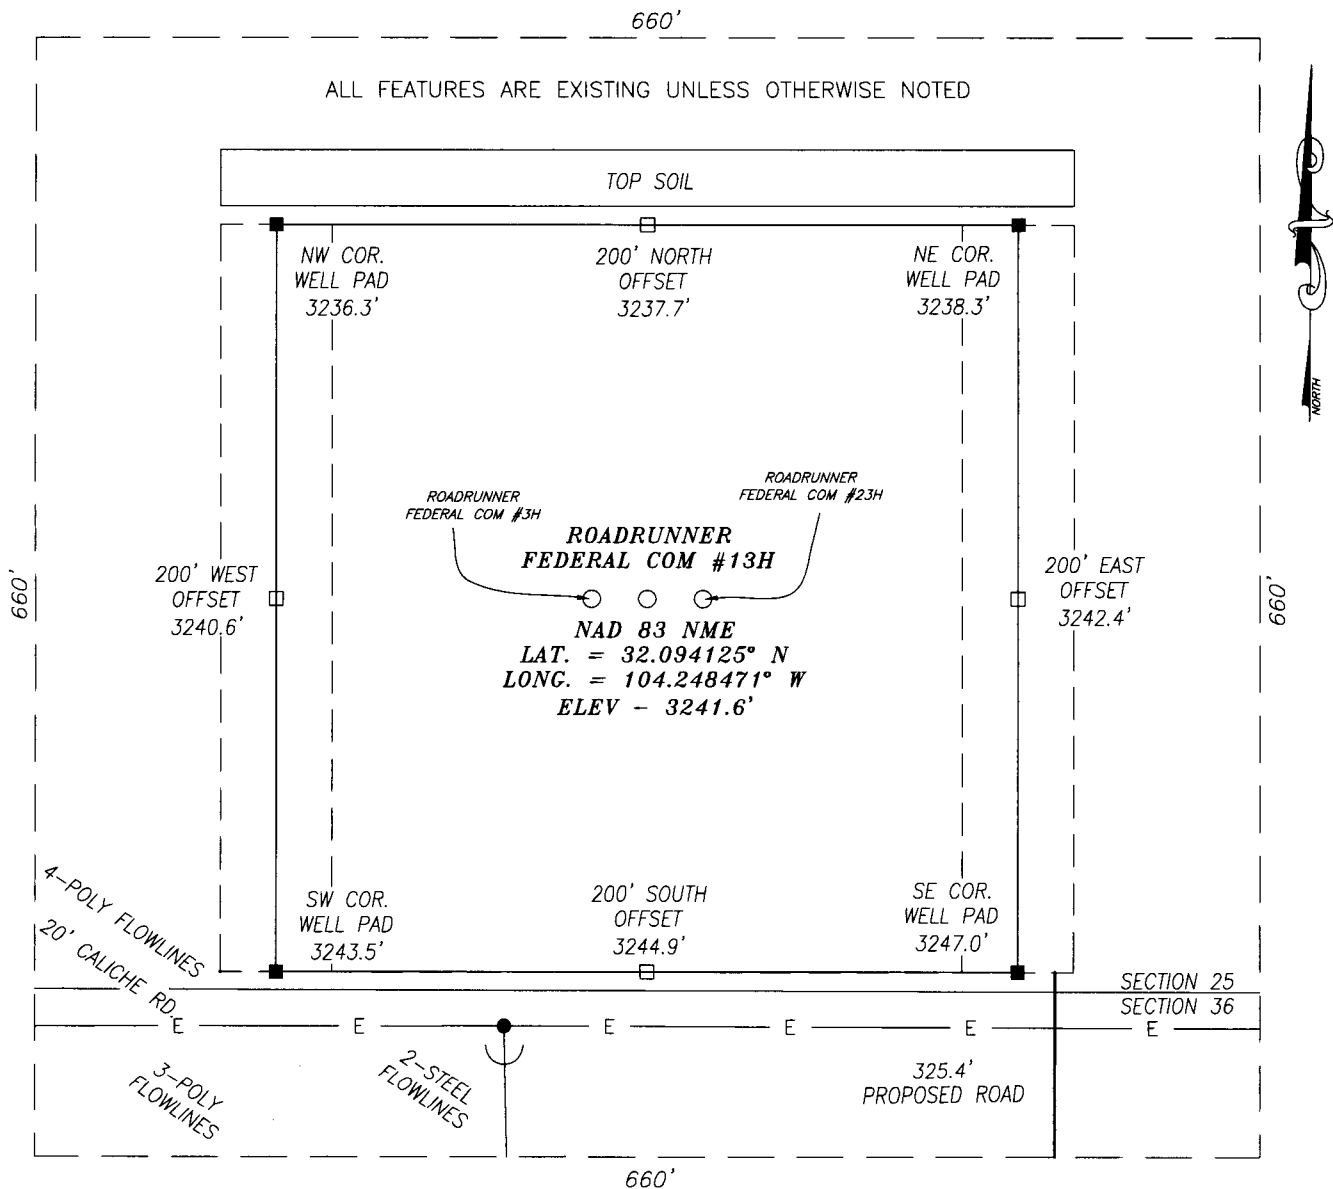 660'
ALL FEATURES ARE EXISTING UNLESS OTHERWISE NOTED
TOP SOIL
NW COR.
WELL PAD
3236.3'
200' NORTH
OFFSET
3237.7'
NE COR.
WELL PAD
3238.3'
NORTH
ROADRUNNER
FEDERAL COM #3H
ROADRUNNER
FEDERAL COM #23H
ROADRUNNER
FEDERAL COM #13H
660'
200' WEST
OFFSET
3240.6'
200' EAST
OFFSET
3242.4'
660'
NAD 83 NME
LAT. = 32.094125° N
LONG. = 104.248471° W
ELEV - 3241.6'
SW COR.
WELL PAD
3243.5'
200' SOUTH
OFFSET
3244.9'
SE COR.
WELL PAD
3247.0'
4-POLY FLOWLINES
20' CALICHE RD.
SECTION 25
SECTION 36
E E E E E E
3-POLY
FLOWLINES
2-STEEL
FLOWLINES
325.4'
PROPOSED ROAD
660'